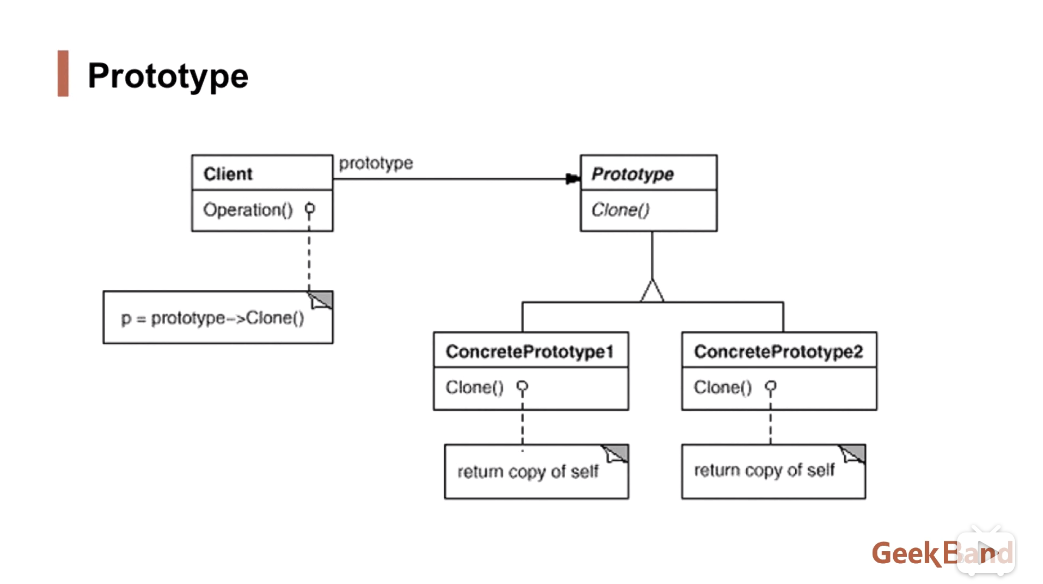 Prototype
Client
Operation()
prototype
Prototype
Clone()
p = prototype->Clone()
ConcretePrototype1
Clone()
ConcretePrototype2
Clone()
return copy of self
return copy of self
GeekBand